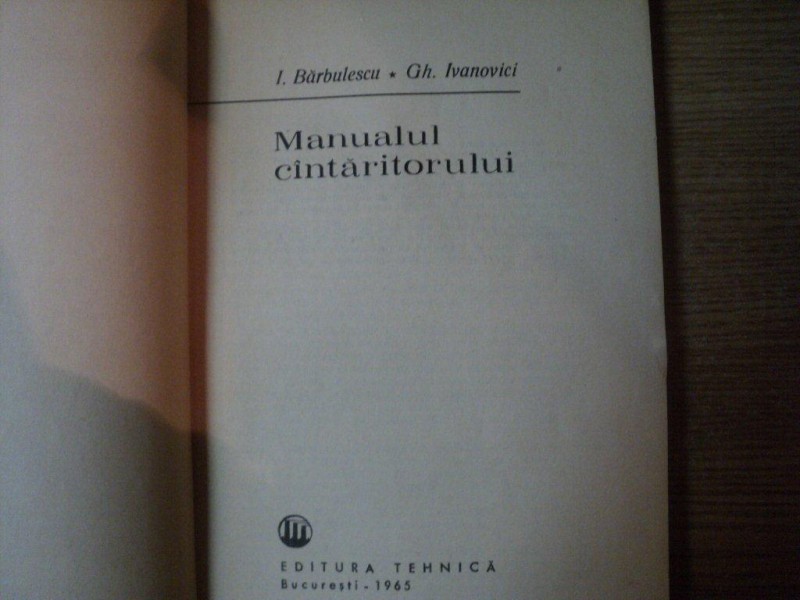 I. Bărbulescu ★ Gh. Ivanovici
Manualul
cîntăritorului
EDITURA TEHNICĂ
București - 1965